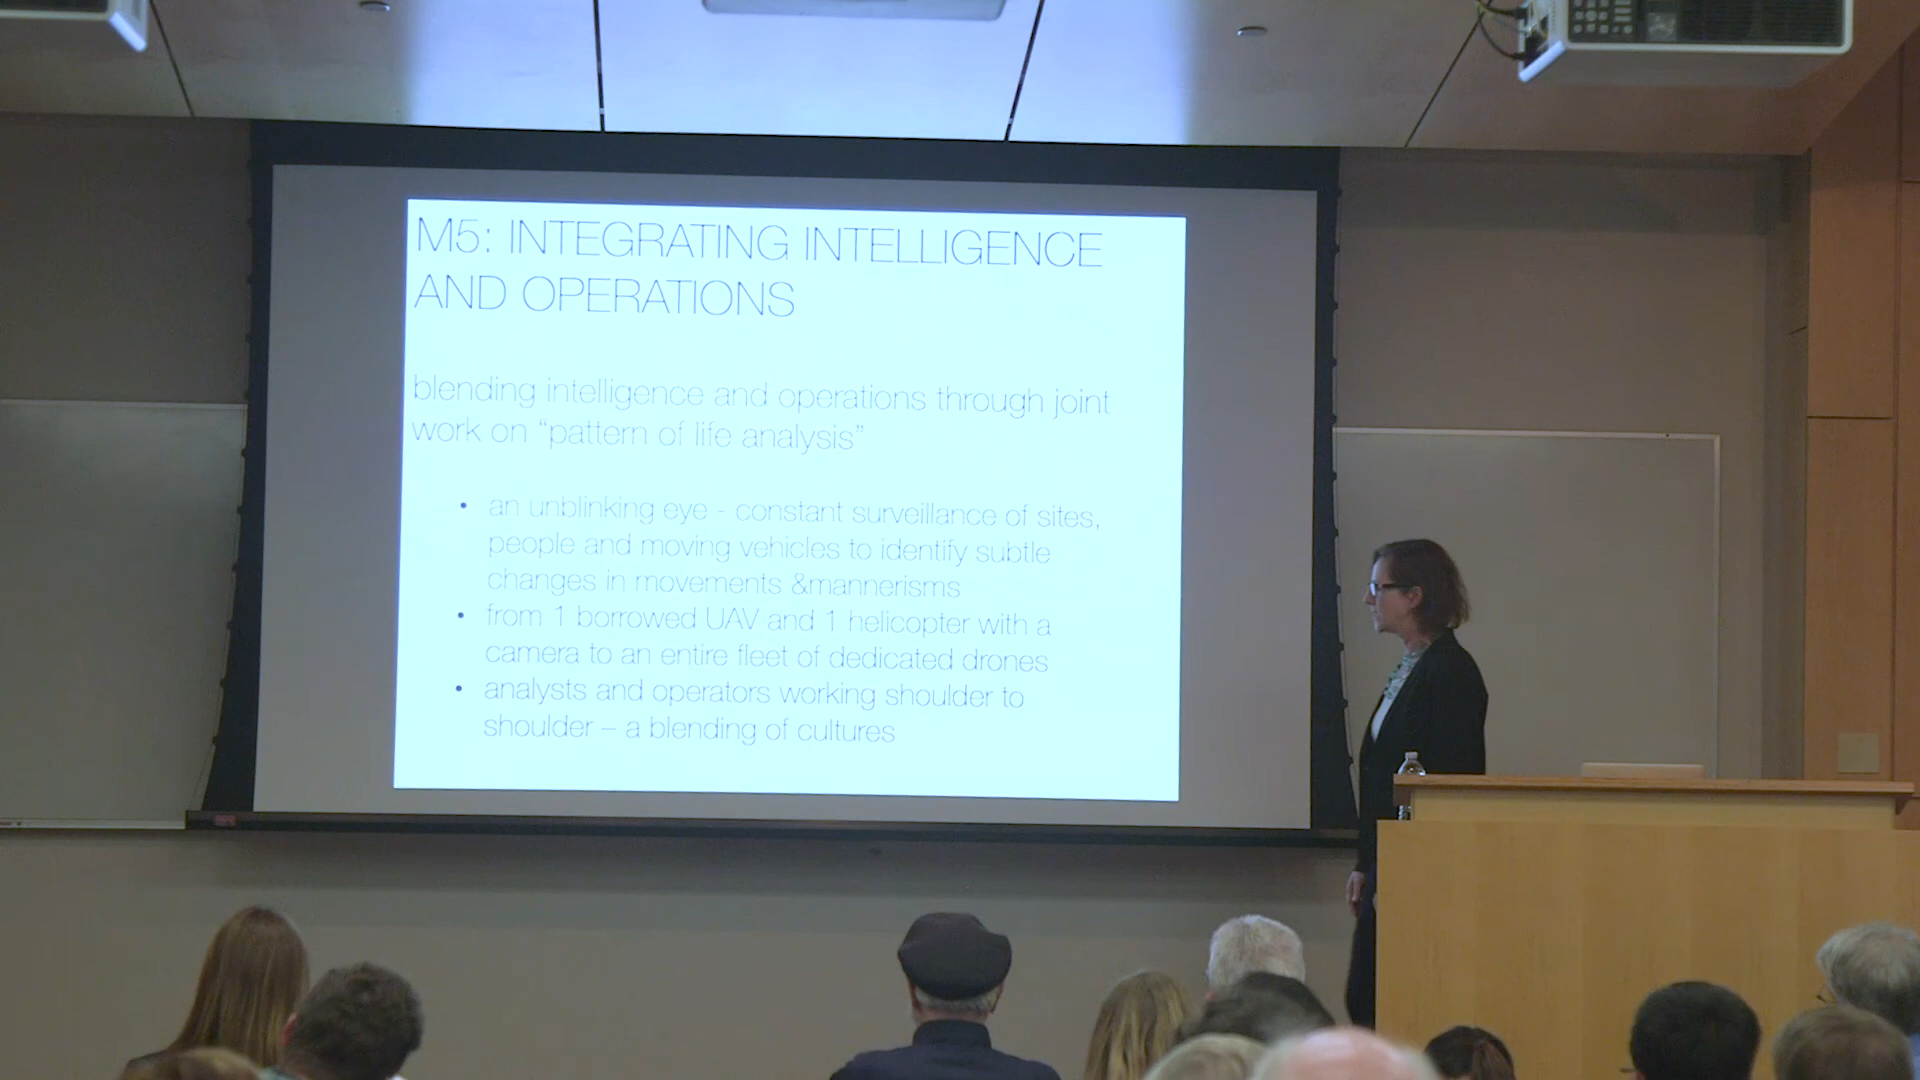 M5: INTEGRATING INTELLIGENCE
AND OPERATIONS
blending intelligence and operations through joint
work on “pattern of life analysis”
• an unblinking eye - constant surveillance of sites,
people and moving vehicles to identify subtle
changes in movements &mannerisms
• from 1 borrowed UAV and 1 helicopter with a
camera to an entire fleet of dedicated drones
• analysts and operators working shoulder to
shoulder – a blending of cultures